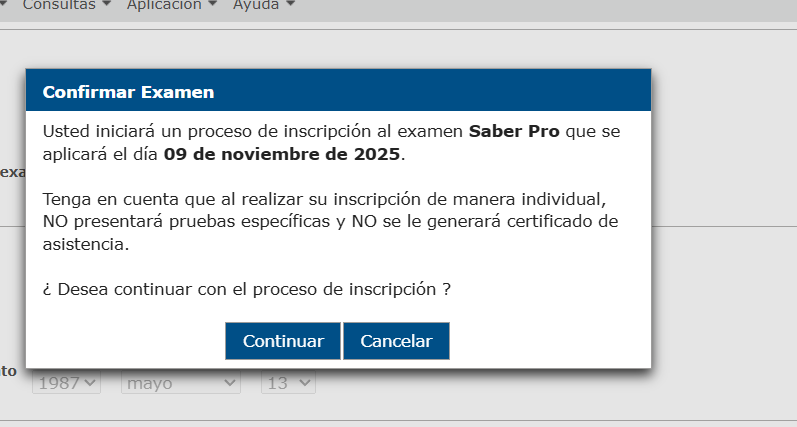 Consultas Aplicación Ayuda
Confirmar Examen
Usted iniciará un proceso de inscripción al examen Saber Pro que se
aplicará el día 09 de noviembre de 2025.
exa
Tenga en cuenta que al realizar su inscripción de manera individual,
NO presentará pruebas específicas y NO se le generará certificado de
asistencia.
¿ Desea continuar con el proceso de inscripción ?
Continuar Cancelar
to
1987 mayo 13